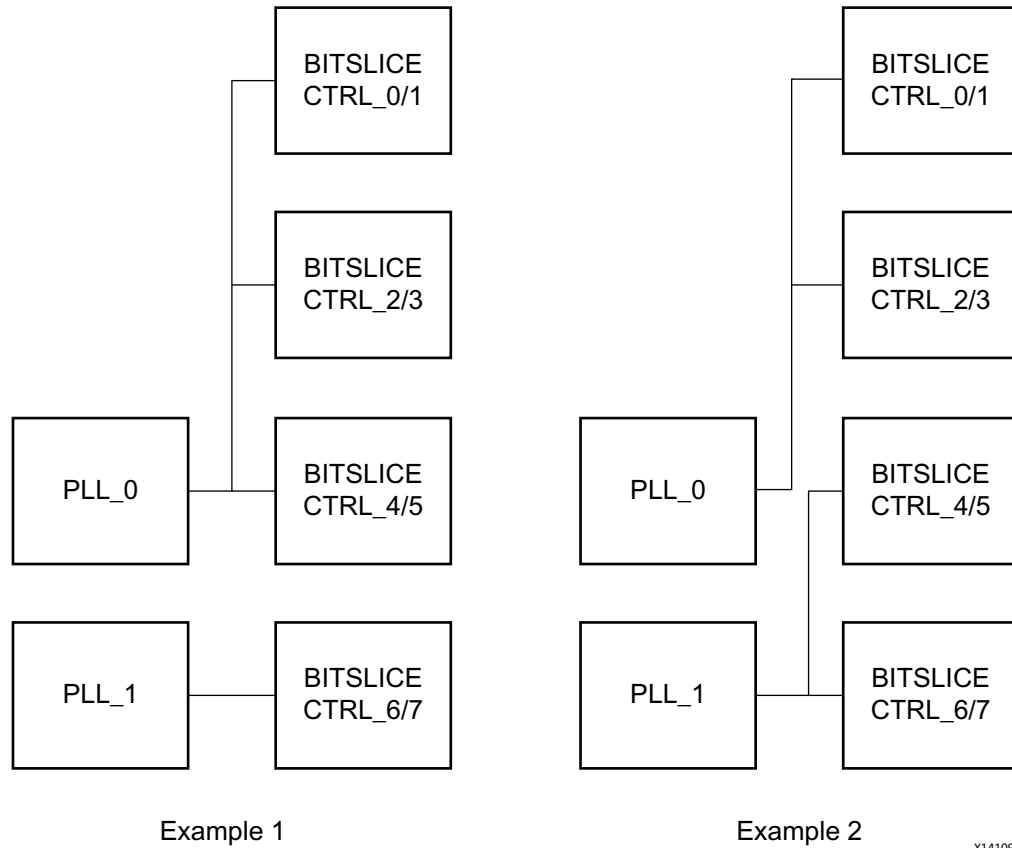 BITSLICE
CTRL_0/1
BITSLICE
CTRL_2/3
PLL_0
BITSLICE
CTRL_4/5
PLL_1
BITSLICE
CTRL_6/7
Example 1
BITSLICE
CTRL_0/1
BITSLICE
CTRL_2/3
PLL_0
BITSLICE
CTRL_4/5
PLL_1
BITSLICE
CTRL_6/7
Example 2